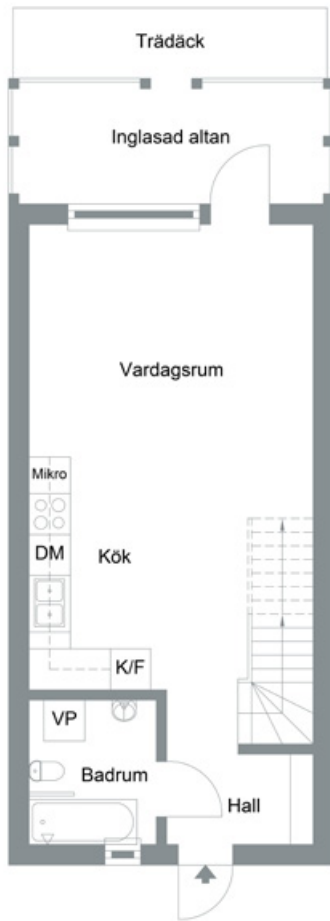 Trädäck
Inglasad altan
Vardagsrum
Mikro
DM
Kök
K/F
VP
Badrum
Hall